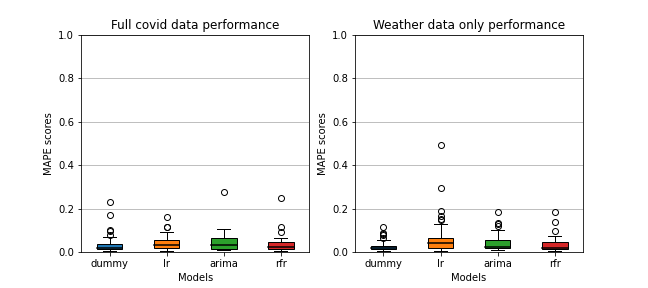 Full covid data performance
1.0
0.8
0.6
0.4
0.2
0.0
MAPE scores
dummy lr arima rfr
Models
Weather data only performance
1.0
0.8
0.6
0.4
0.2
0.0
MAPE scores
dummy lr arima rfr
Models